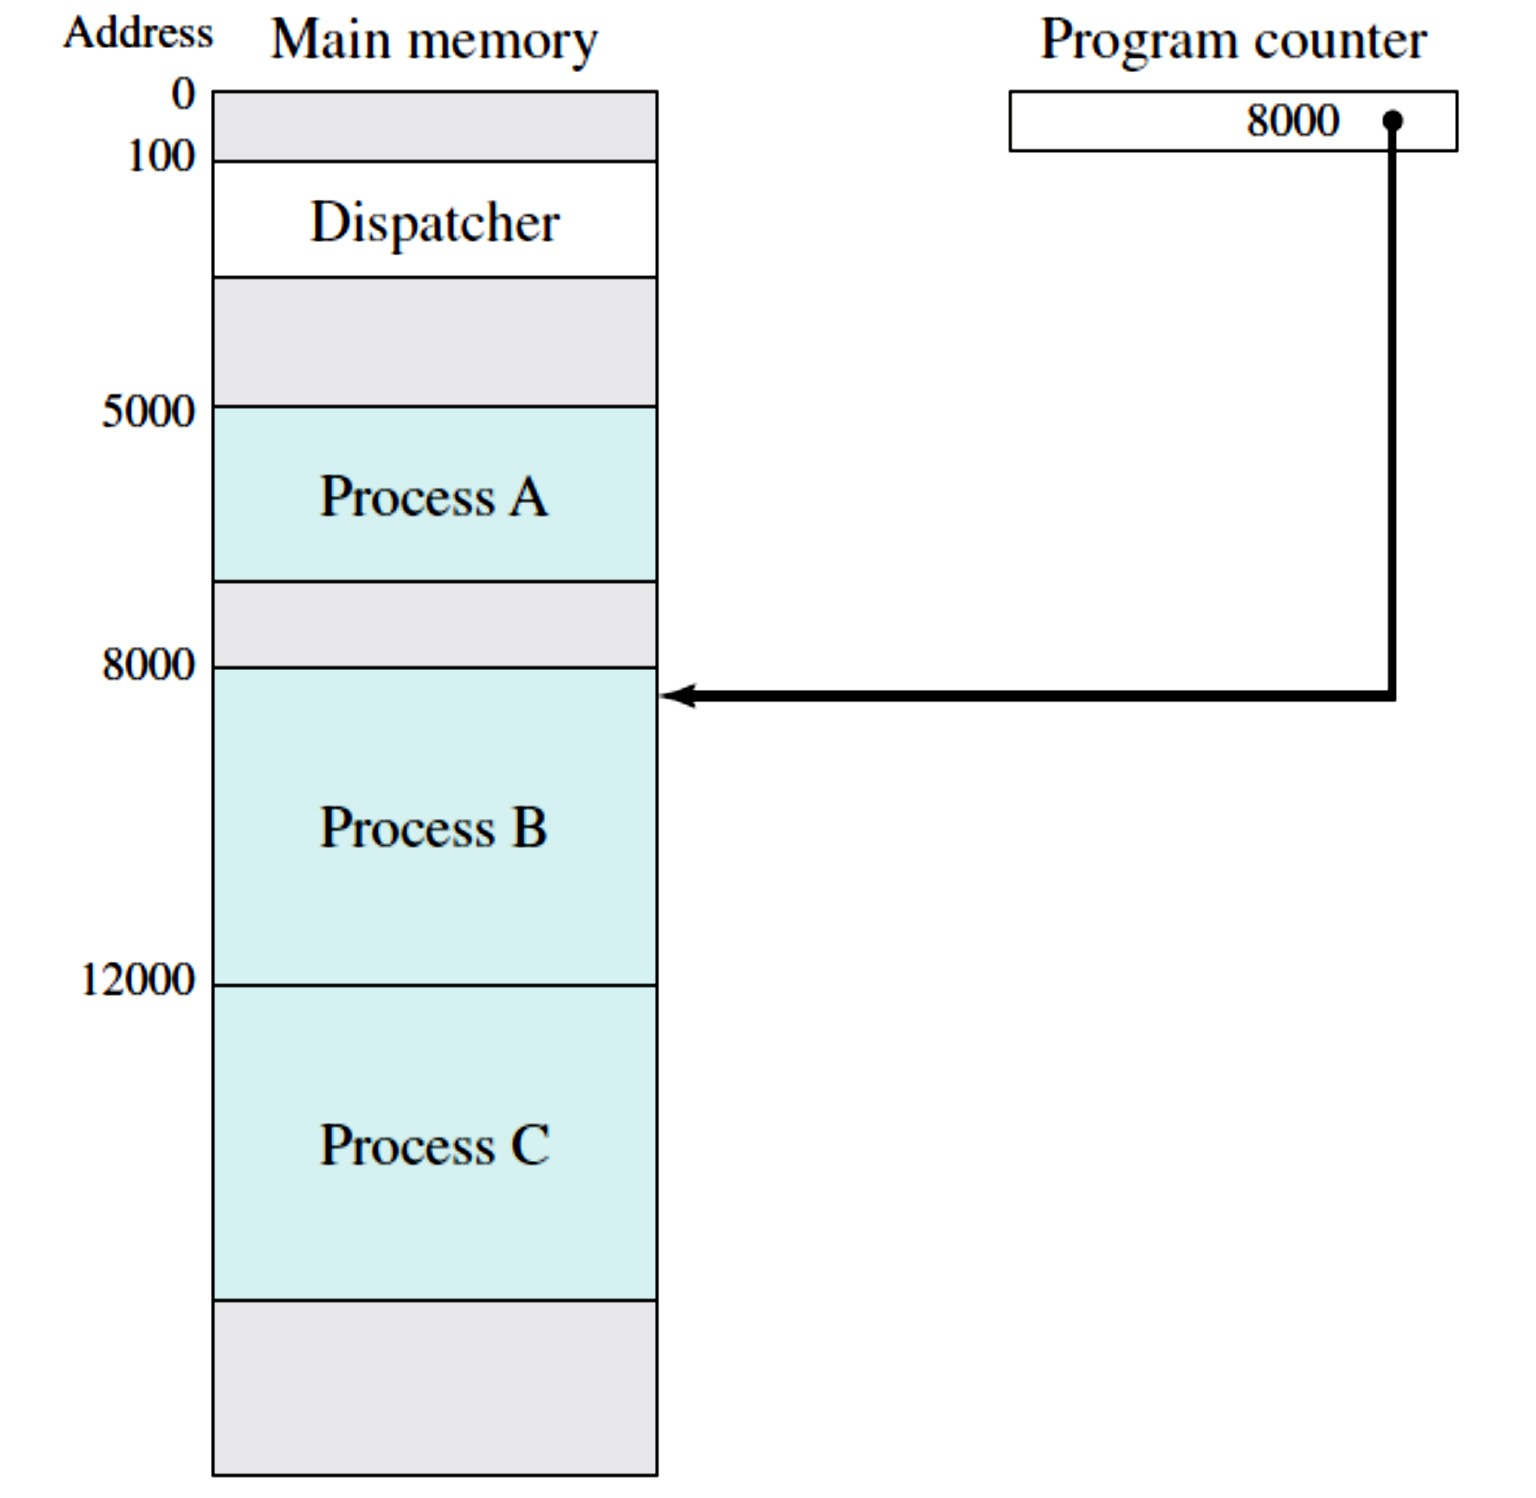 Address
Main memory
Program counter
0
8000
100
Dispatcher
5000
Process A
8000
Process B
12000
Process C